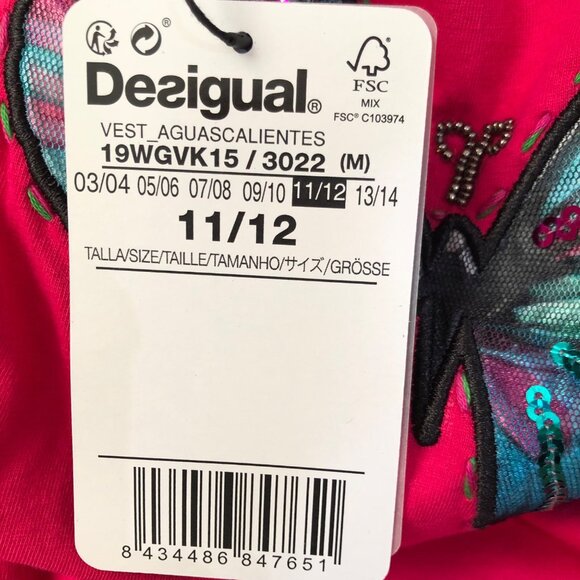 Desigual®
FSC
MIX
FSC® C103974
VEST_AGUASCALIENTES
19WGVK15 / 3022 (M)
03/04 05/06 07/08 09/10 11/12 13/14
11/12
TALLA/SIZE/TAILLE/TAMANHO/サイズ/GRÖSSE
8 434486 847651